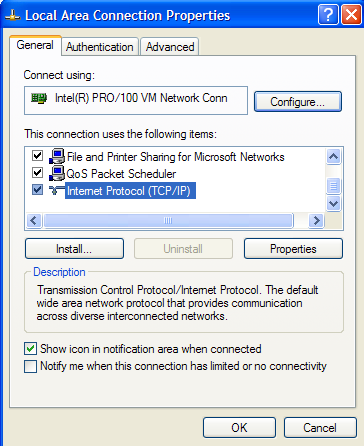 Local Area Connection Properties
General Authentication Advanced
Connect using:
Intel(R) PRO/100 VM Network Conn
Configure...
This connection uses the following items:
File and Printer Sharing for Microsoft Networks
QoS Packet Scheduler
Internet Protocol (TCP/IP)
Install... Uninstall Properties
Description
Transmission Control Protocol/Internet Protocol. The default
wide area network protocol that provides communication
across diverse interconnected networks.
Show icon in notification area when connected
Notify me when this connection has limited or no connectivity
OK Cancel